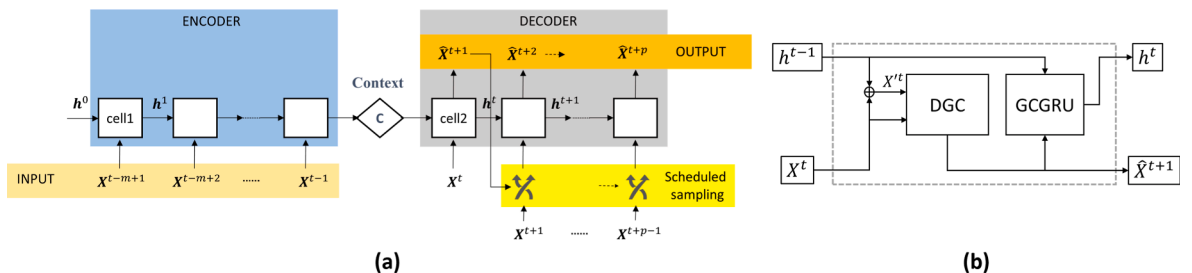 ENCODER
DECODER
X̂^{t+1} X̂^{t+2} X̂^{t+p} OUTPUT
Context
h^0 h^1 h^t h^{t+1}
cell1 C cell2
INPUT X^{t-m+1} X^{t-m+2} ...... X^{t-1}
X^t
Scheduled
sampling
X^{t+1} ...... X^{t+p-1}
(a)
h^{t-1} h^t
X'^t
DGC GCGRU
X^t X̂^{t+1}
(b)